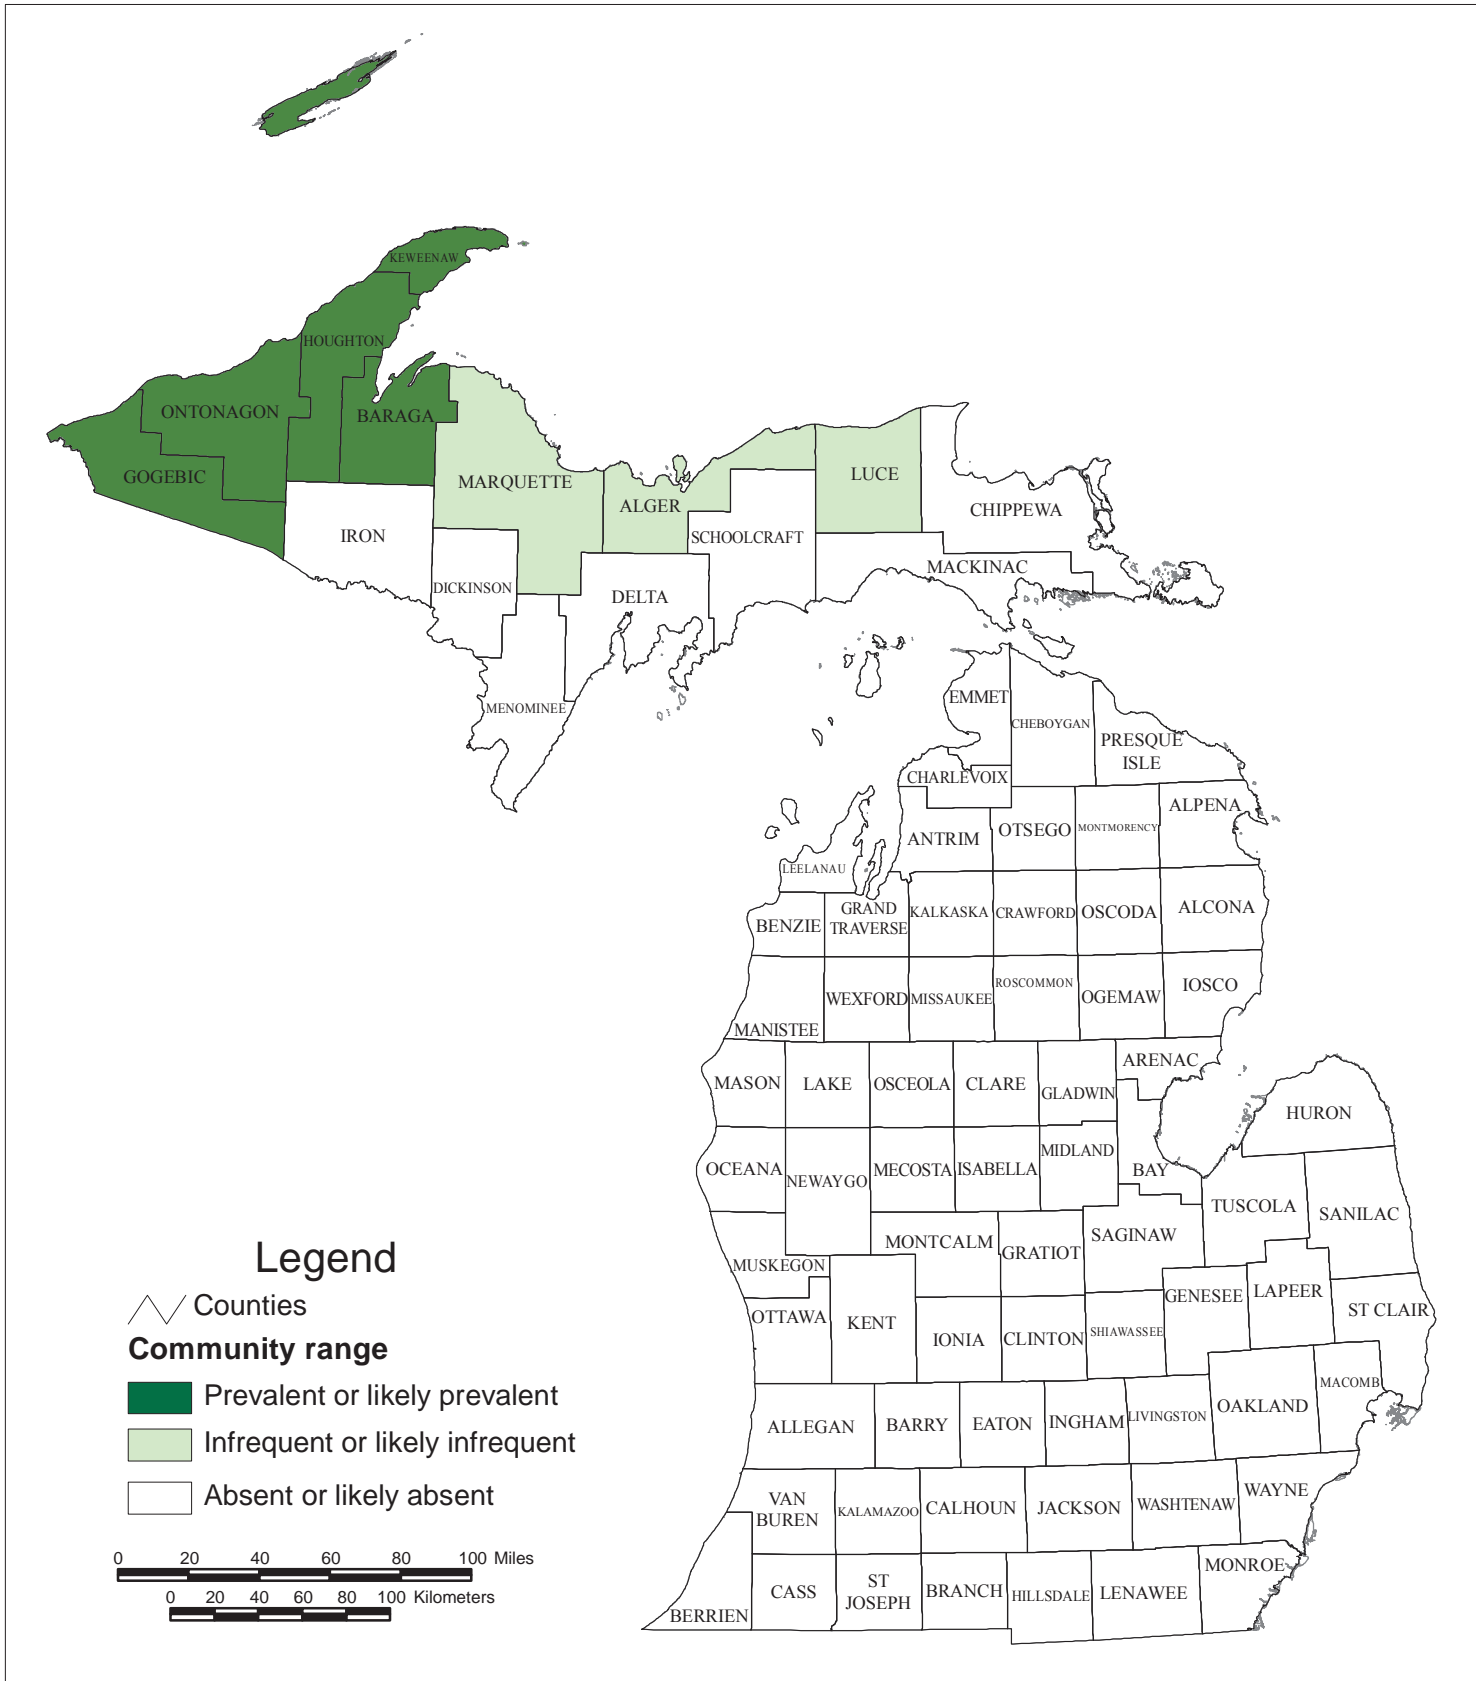 KEWEENAW
HOUGHTON
ONTONAGON
BARAGA
GOGEBIC
MARQUETTE
LUCE
ALGER
CHIPPEWA
IRON
SCHOOLCRAFT
MACKINAC
DICKINSON
DELTA
MENOMINEE
EMMET
CHEBOYGAN
PRESQUE
ISLE
CHARLEVOIX
ALPENA
ANTRIM
OTSEGO
MONTMORENCY
LEELANAU
BENZIE
GRAND
TRAVERSE
KALKASKA
CRAWFORD
OSCODA
ALCONA
MANISTEE
WEXFORD
MISSAUKEE
ROSCOMMON
OGEMAW
IOSCO
ARENAC
MASON
LAKE
OSCEOLA
CLARE
GLADWIN
HURON
OCEANA
NEWAYGO
MECOSTA
ISABELLA
MIDLAND
BAY
TUSCOLA
SANILAC
MUSKEGON
MONTCALM
GRATIOT
SAGINAW
GENESEE
LAPEER
ST CLAIR
OTTAWA
KENT
IONIA
CLINTON
SHIAWASSEE
OAKLAND
MACOMB
ALLEGAN
BARRY
EATON
INGHAM
LIVINGSTON
VAN
BUREN
KALAMAZOO
CALHOUN
JACKSON
WASHTENAW
WAYNE
BERRIEN
CASS
ST
JOSEPH
BRANCH
HILLSDALE
LENAWEE
MONROE
Legend
Counties
Community range
Prevalent or likely prevalent
Infrequent or likely infrequent
Absent or likely absent
0 20 40 60 80 100 Miles
0 20 40 60 80 100 Kilometers